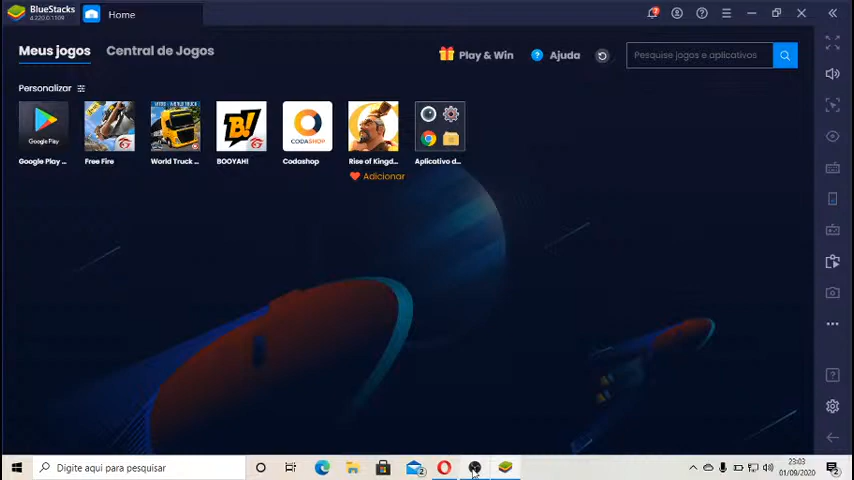 BlueStacks
4.220.0.1109
Home
Meus jogos
Central de Jogos
Play & Win
Ajuda
Pesquise jogos e aplicativos
Personalizar
Google Play
Google Play ...
Free Fire
World Truck ...
BOOYAH!
CODASHOP
Codashop
Rise of Kingd...
Aplicativo d...
Adicionar
Digite aqui para pesquisar
23:03
01/09/2020